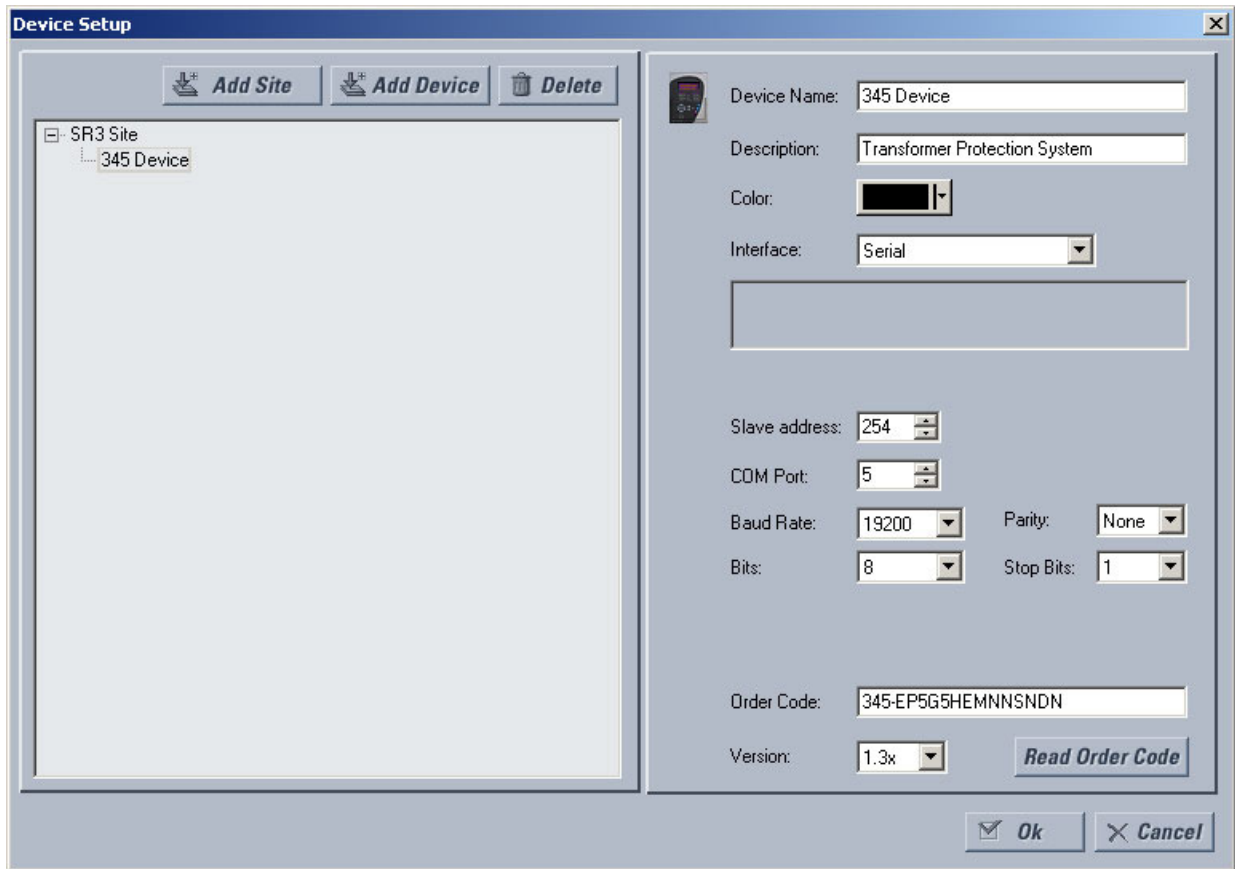 Device Setup
Add Site Add Device Delete
SR3 Site
345 Device
Device Name: 345 Device
Description: Transformer Protection System
Color:
Interface: Serial
Slave address: 254
COM Port: 5
Baud Rate: 19200 Parity: None
Bits: 8 Stop Bits: 1
Order Code: 345-EP5G5HEMNNSNDN
Version: 1.3x Read Order Code
Ok Cancel